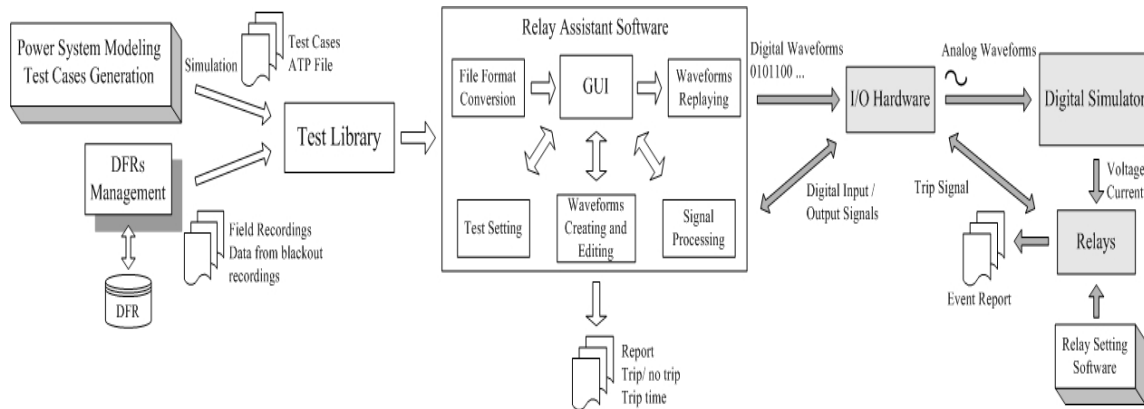 Power System Modeling
Test Cases Generation
Simulation
Test Cases
ATP File
DFRs
Management
DFR
Field Recordings
Data from blackout
recordings
Test Library
Relay Assistant Software
File Format
Conversion
GUI
Waveforms
Replaying
Test Setting
Waveforms
Creating and
Editing
Signal
Processing
Report
Trip/ no trip
Trip time
Digital Waveforms
0101100 ...
I/O Hardware
Analog Waveforms
Digital Simulator
Digital Input /
Output Signals
Trip Signal
Voltage
Current
Relays
Event Report
Relay Setting
Software